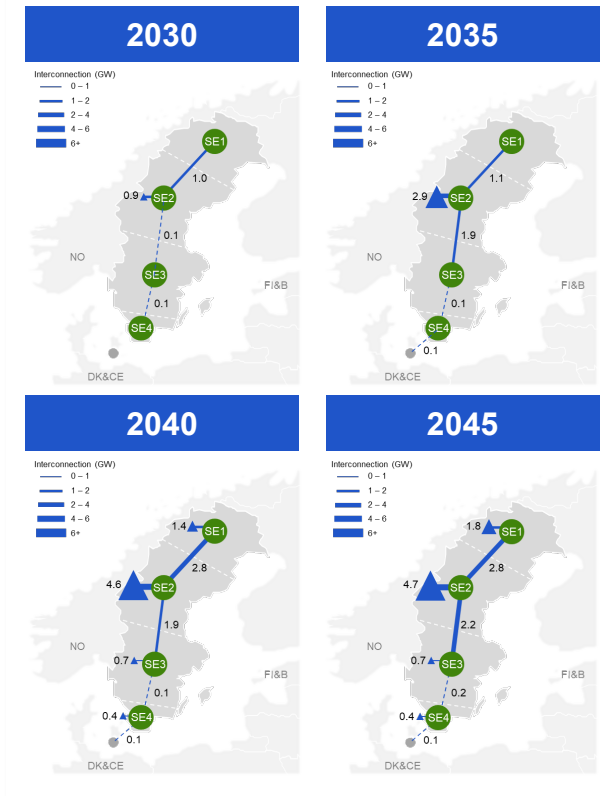 2030
Interconnection (GW)
0 – 1
1 – 2
2 – 4
4 – 6
6+
SE1
1.0
0.9
SE2
0.1
NO
SE3
FI&B
0.1
SE4
DK&CE
2035
Interconnection (GW)
0 – 1
1 – 2
2 – 4
4 – 6
6+
SE1
1.1
2.9
SE2
1.9
NO
SE3
FI&B
0.1
SE4
0.1
DK&CE
2040
Interconnection (GW)
0 – 1
1 – 2
2 – 4
4 – 6
6+
1.4
SE1
2.8
4.6
SE2
1.9
NO
0.7
SE3
FI&B
0.1
0.4
SE4
0.1
DK&CE
2045
Interconnection (GW)
0 – 1
1 – 2
2 – 4
4 – 6
6+
1.8
SE1
2.8
4.7
SE2
2.2
NO
0.7
SE3
FI&B
0.2
0.4
SE4
0.1
DK&CE